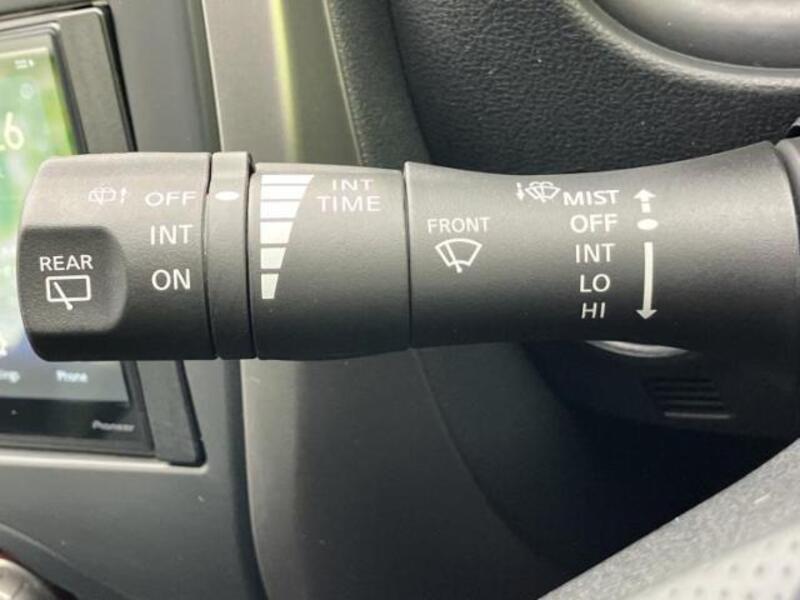 OFF
INT
ON
REAR
INT
TIME
FRONT
MIST
OFF
INT
LO
HI
Phone
Pioneer